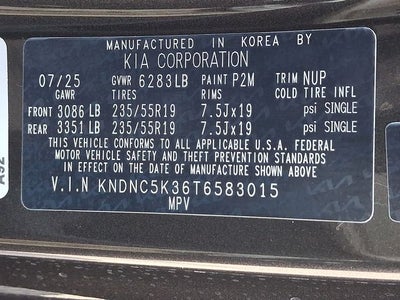 MANUFACTURED IN KOREA BY
KIA CORPORATION
07/25 GVWR 6283LB PAINT P2M TRIM NUP
GAWR TIRES RIMS COLD TIRE INFL
FRONT 3086 LB 235/55R19 7.5Jx19 psi SINGLE
REAR 3351 LB 235/55R19 7.5Jx19 psi SINGLE
THIS VEHICLE CONFORMS TO ALL APPLICABLE U.S.A. FEDERAL
MOTOR VEHICLE SAFETY AND THEFT PREVENTION STANDARDS
IN EFFECT ON THE DATE OF MANUFACTURE SHOWN ABOVE
V.I.N KNDNC5K36T6583015
MPV
A92